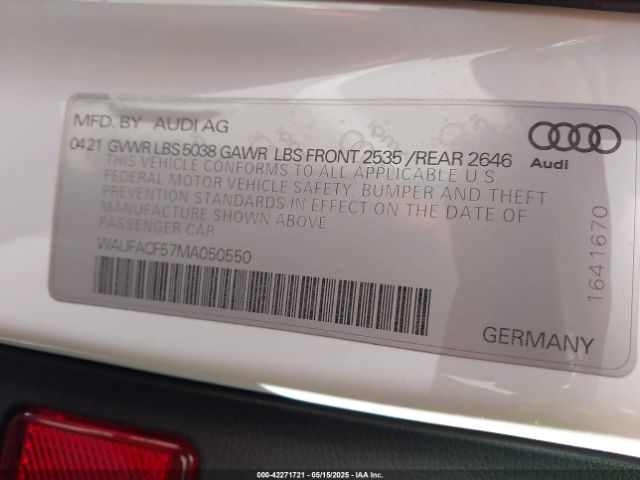 MFD. BY AUDI AG
0421 GVWR LBS 5038 GAWR LBS FRONT 2535 /REAR 2646
THIS VEHICLE CONFORMS TO ALL APPLICABLE U S
FEDERAL MOTOR VEHICLE SAFETY, BUMPER AND THEFT
PREVENTION STANDARDS IN EFFECT ON THE DATE OF
MANUFACTURE SHOWN ABOVE
PASSENGER CAR
WAUFACF57MA050550
Audi
1641670
GERMANY
000-42271721 - 05/15/2025 - IAA, Inc.